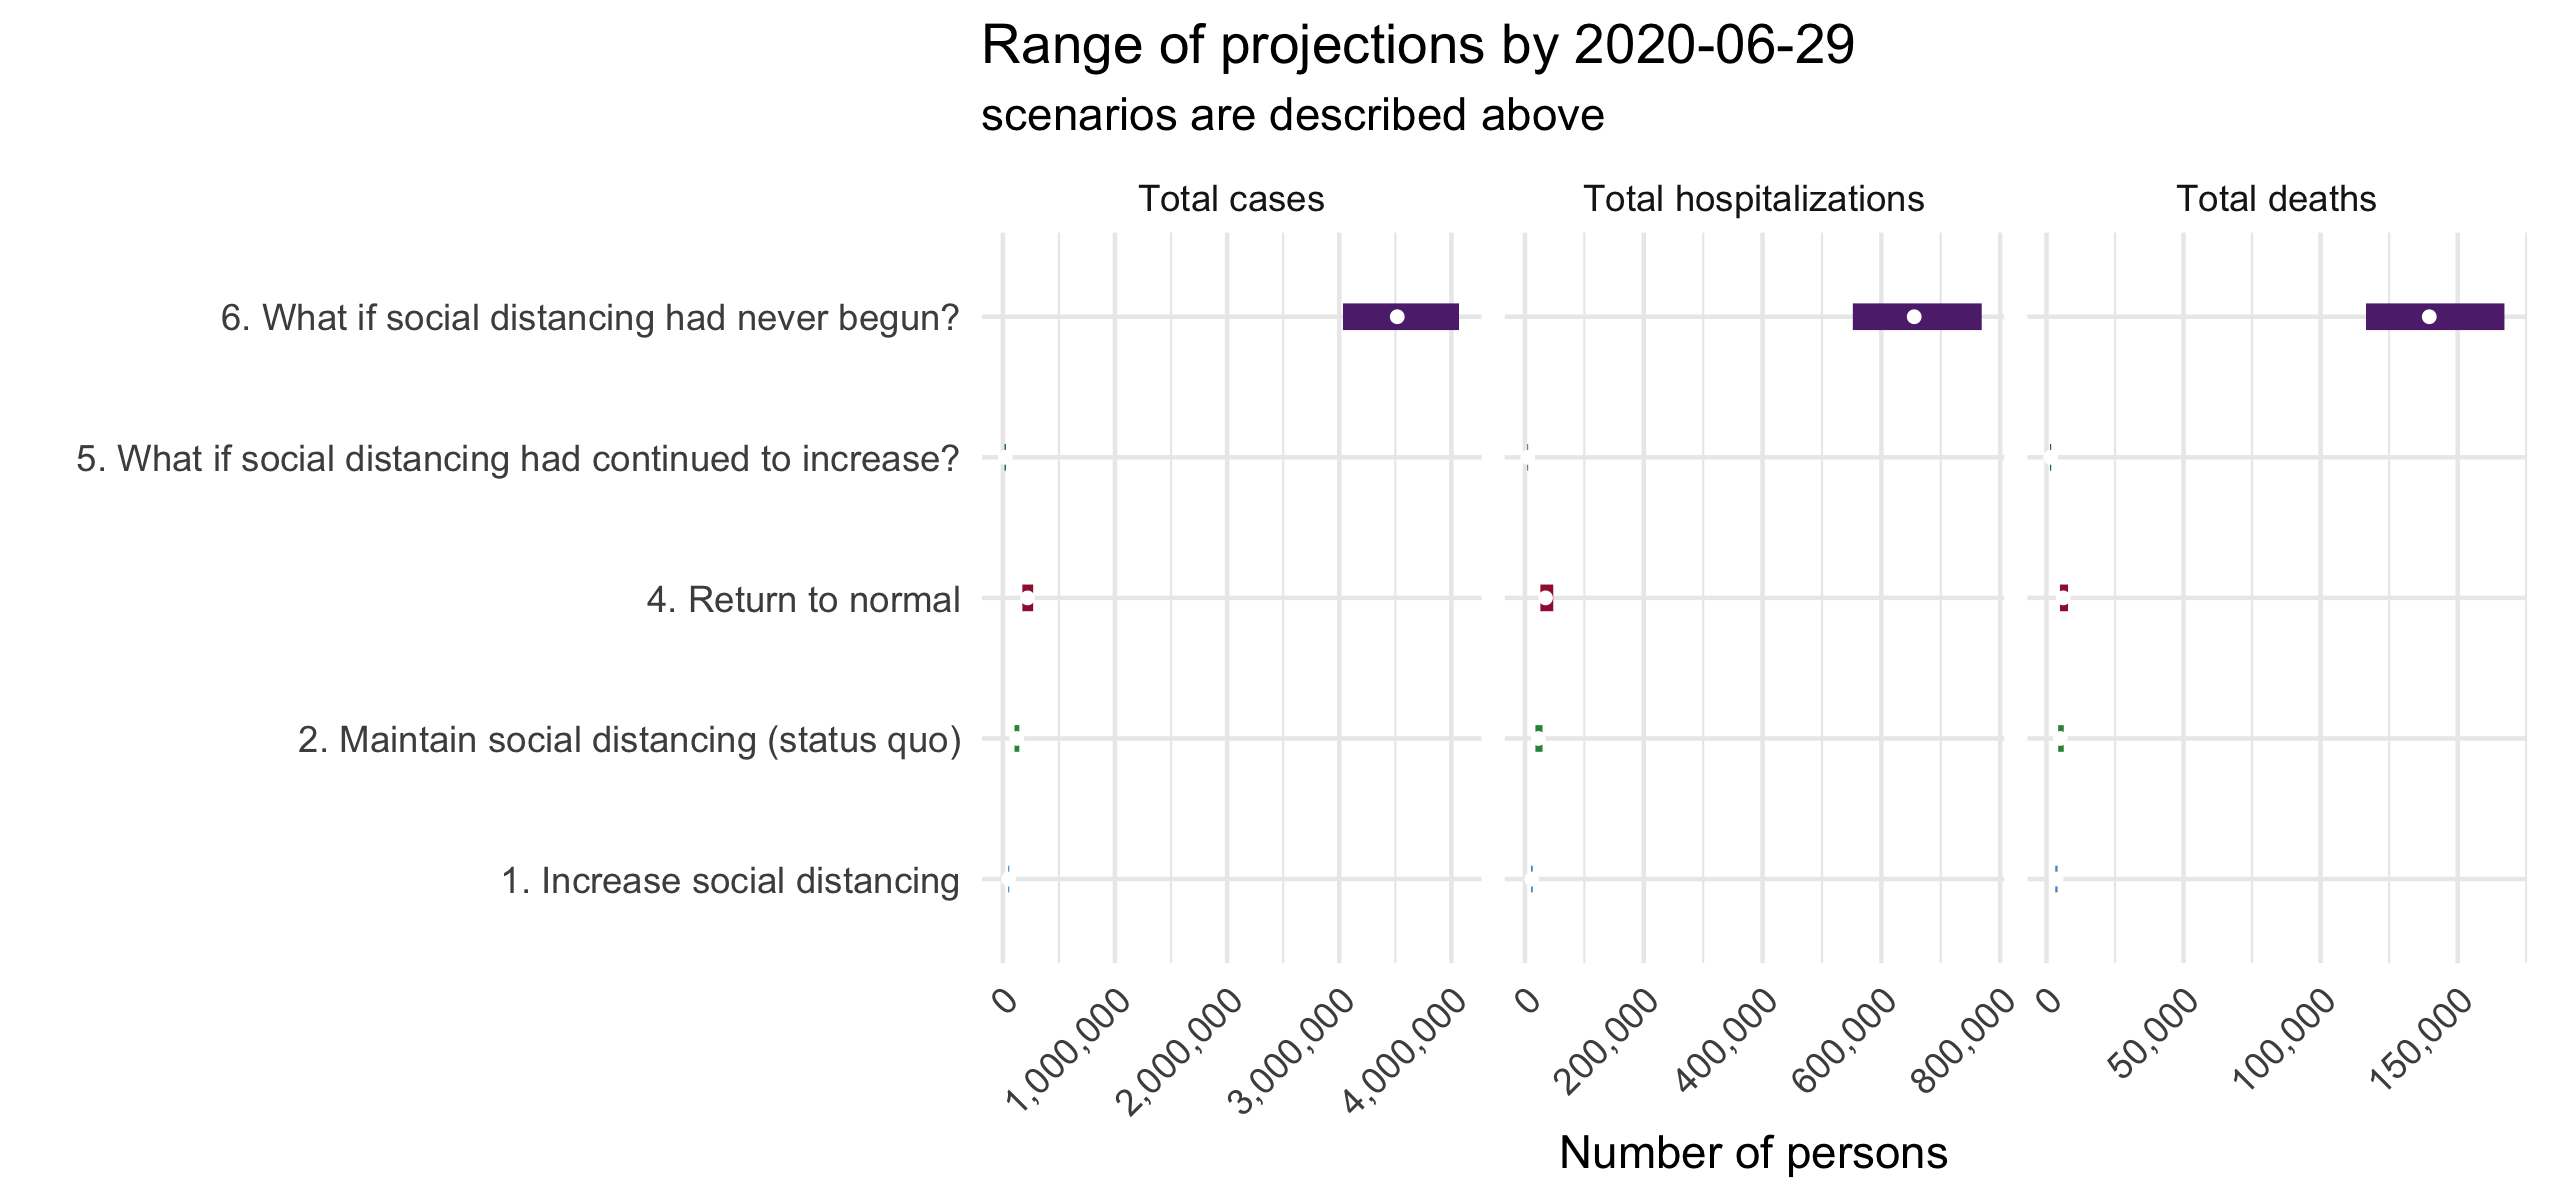 Range of projections by 2020-06-29
scenarios are described above
Total cases
Total hospitalizations
Total deaths
6. What if social distancing had never begun?
5. What if social distancing had continued to increase?
4. Return to normal
2. Maintain social distancing (status quo)
1. Increase social distancing
0
1,000,000
2,000,000
3,000,000
4,000,000
0
200,000
400,000
600,000
800,000
0
50,000
100,000
150,000
Number of persons